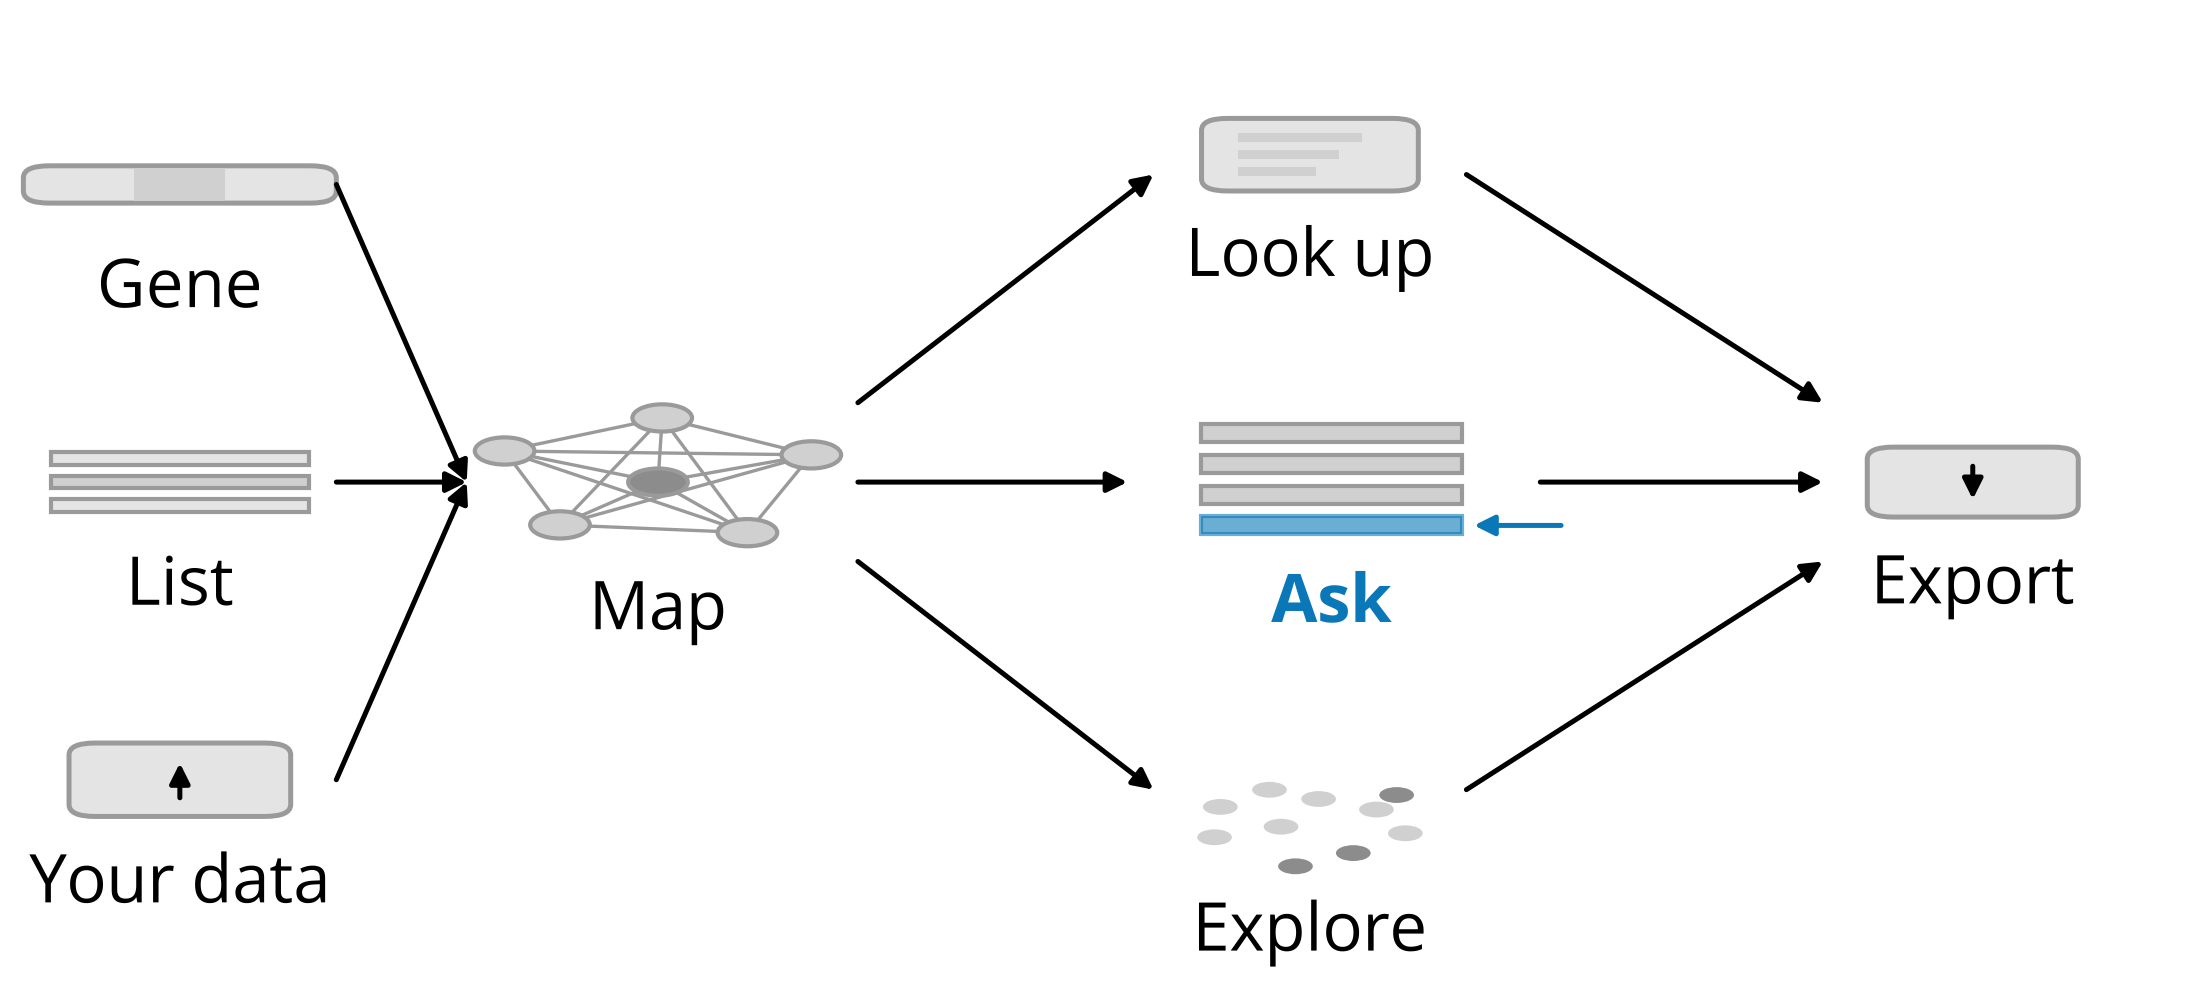 Gene
List
Your data
Map
Look up
Ask
Explore
Export